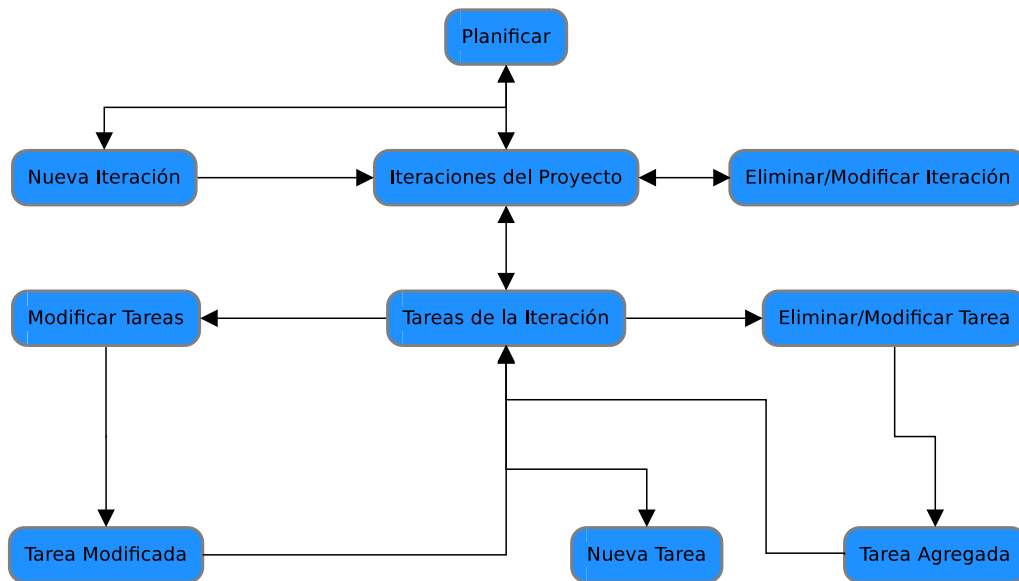 Planificar
Nueva Iteración
Iteraciones del Proyecto
Eliminar/Modificar Iteración
Modificar Tareas
Tareas de la Iteración
Eliminar/Modificar Tarea
Tarea Modificada
Nueva Tarea
Tarea Agregada